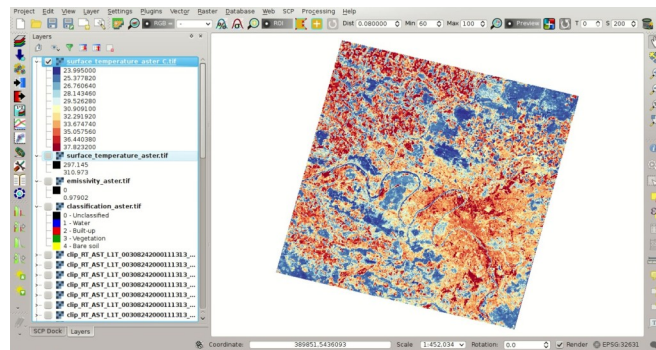 Project Edit View Layer Settings Plugins Vector Raster Database Web SCP Processing Help
RGB = - ROI Dist 0.080000 Min 60 Max 100 Preview T 0 S 200
Layers
surface_temperature_aster_C.tif
23.995000
25.377820
26.760640
28.143460
29.526280
30.909100
32.291920
33.674740
35.057560
36.440380
37.823200
surface_temperature_aster.tif
297.145
310.973
emissivity_aster.tif
0
0.97902
classification_aster.tif
0 - Unclassified
1 - Water
2 - Built-up
3 - Vegetation
4 - Bare soil
clip_RT_AST_L1T_00308242000111313_...
clip_RT_AST_L1T_00308242000111313_...
clip_RT_AST_L1T_00308242000111313_...
clip_RT_AST_L1T_00308242000111313_...
clip_RT_AST_L1T_00308242000111313_...
clip_RT_AST_L1T_00308242000111313_...
SCP Dock Layers
Coordinate: 389851,5436093 Scale 1:452,034 Rotation: 0.0 Render EPSG:32631